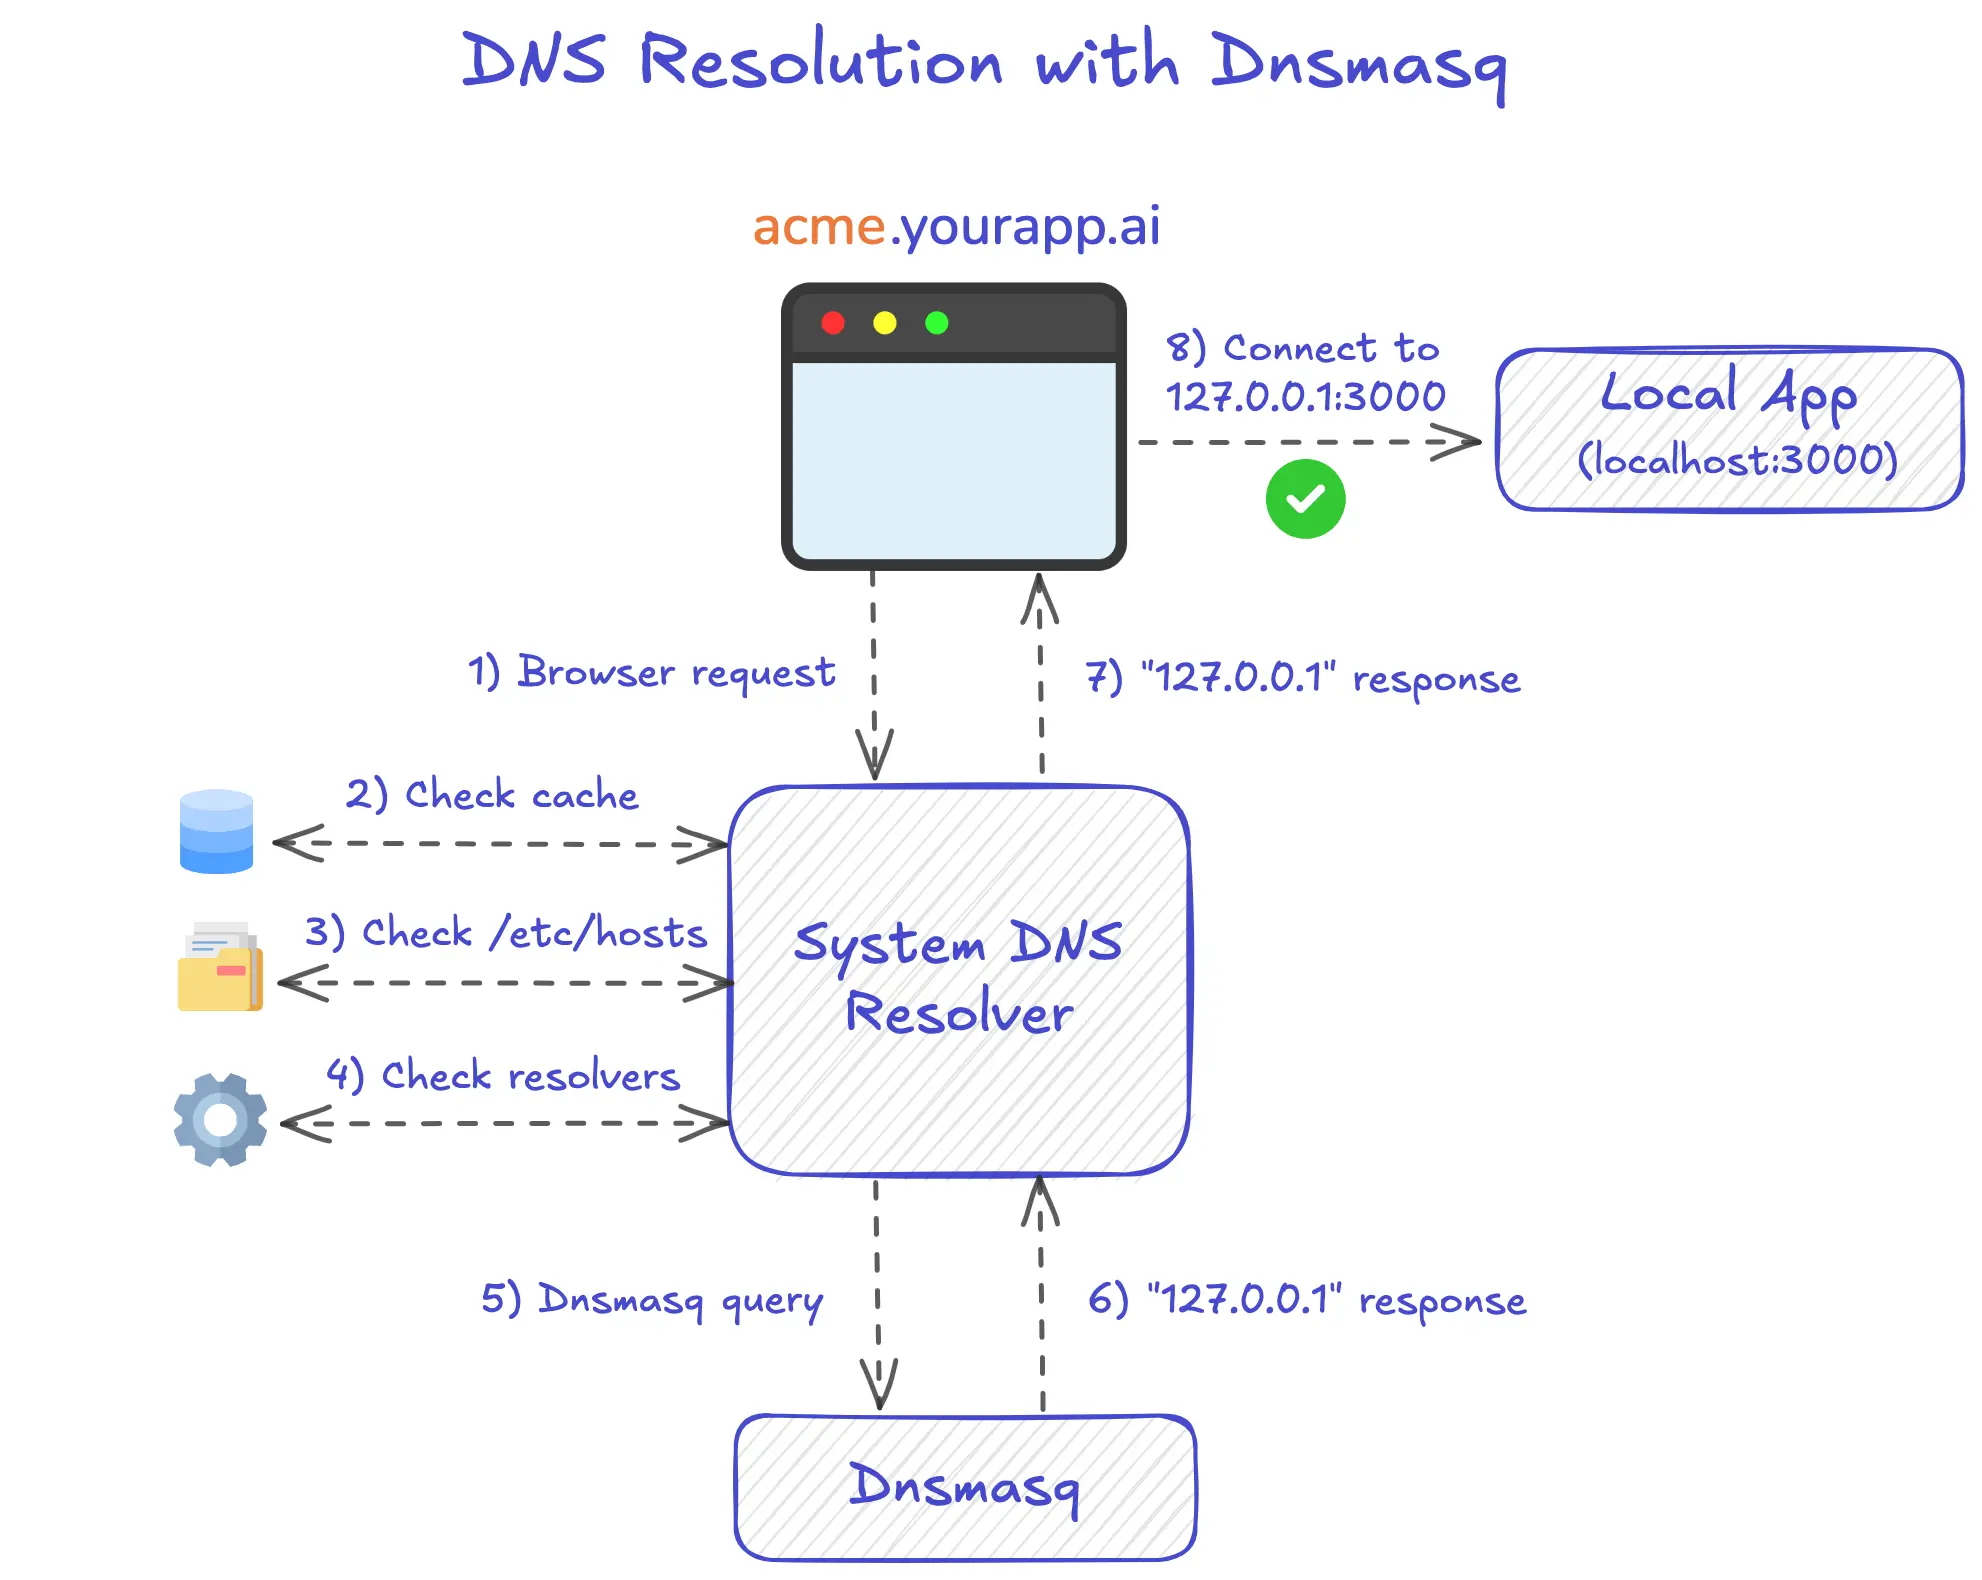 DNS Resolution with Dnsmasq
acme.yourapp.ai
8) Connect to
127.0.0.1:3000
Local App
(localhost:3000)
1) Browser request
7) "127.0.0.1" response
2) Check cache
3) Check /etc/hosts
4) Check resolvers
System DNS
Resolver
5) Dnsmasq query
6) "127.0.0.1" response
Dnsmasq